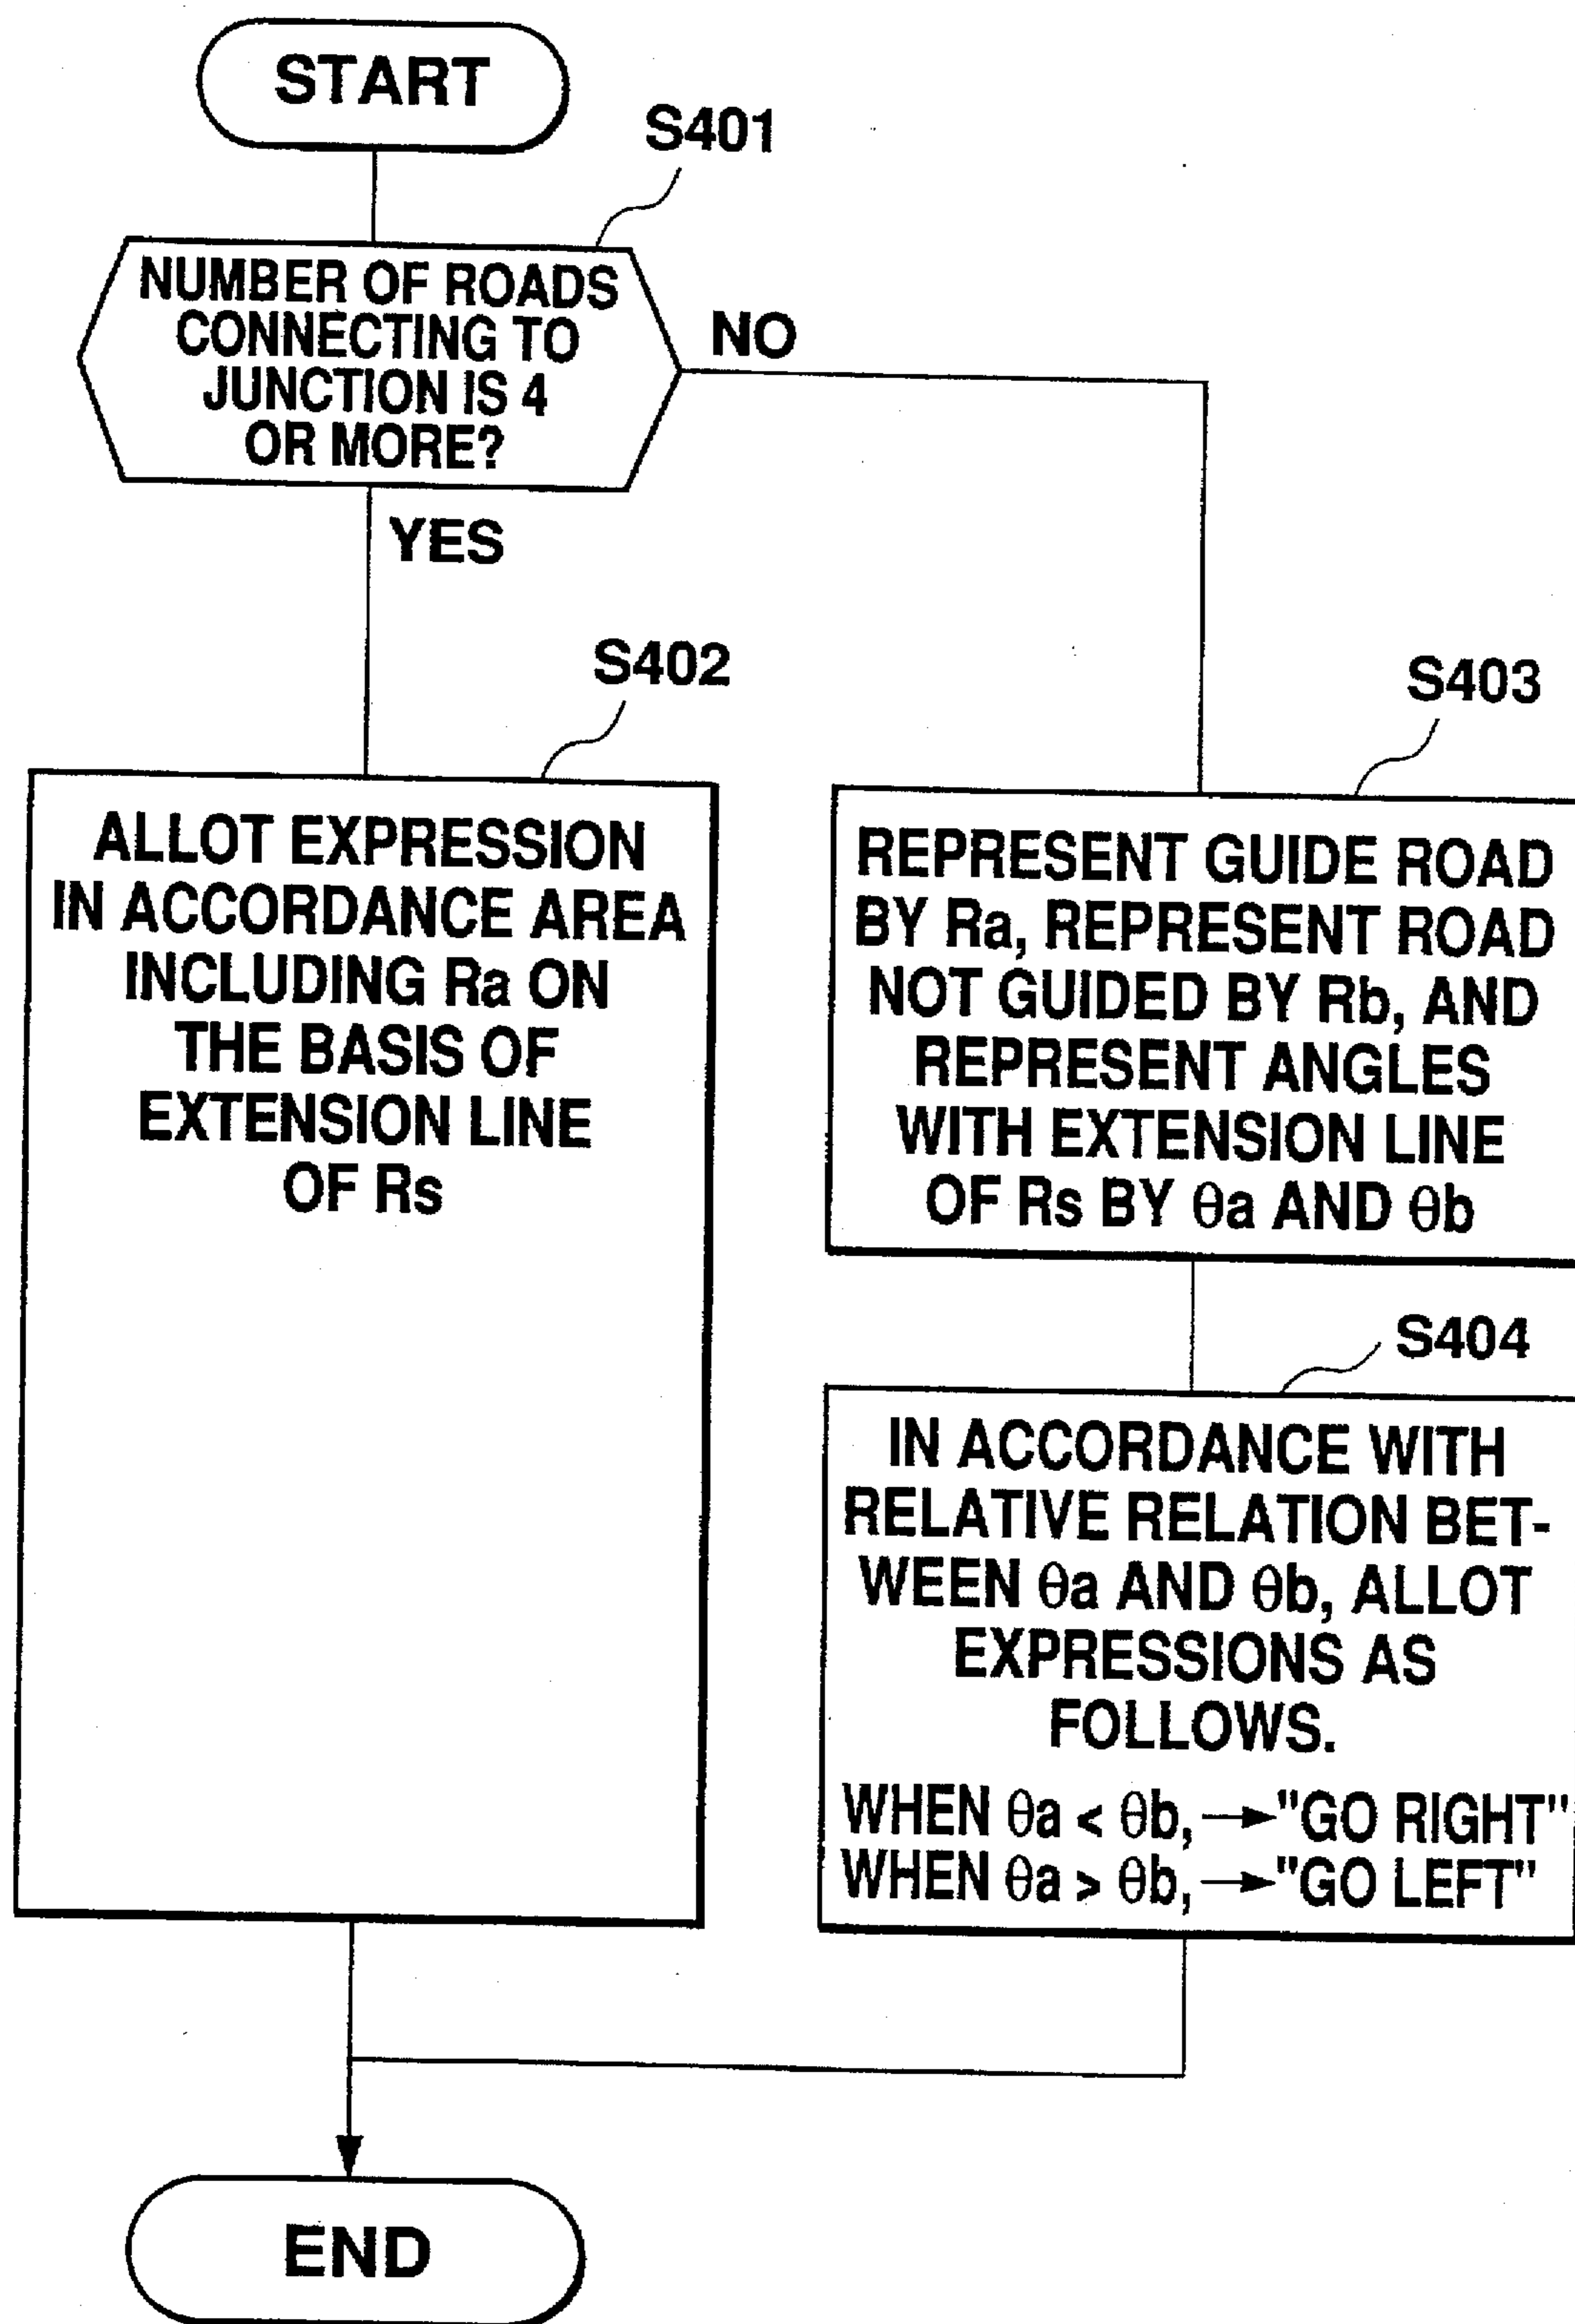 START
S401
NUMBER OF ROADS
CONNECTING TO
JUNCTION IS 4
OR MORE?
NO
YES
S402
ALLOT EXPRESSION
IN ACCORDANCE AREA
INCLUDING Ra ON
THE BASIS OF
EXTENSION LINE
OF Rs
S403
REPRESENT GUIDE ROAD
BY Ra, REPRESENT ROAD
NOT GUIDED BY Rb, AND
REPRESENT ANGLES
WITH EXTENSION LINE
OF Rs BY θa AND θb
S404
IN ACCORDANCE WITH
RELATIVE RELATION BET-
WEEN θa AND θb, ALLOT
EXPRESSIONS AS
FOLLOWS.
WHEN θa < θb, → "GO RIGHT"
WHEN θa > θb, → "GO LEFT"
END